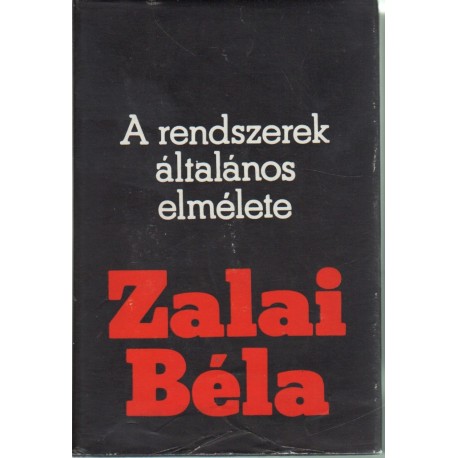 A rendszerek
általános
elmélete
Zalai
Béla